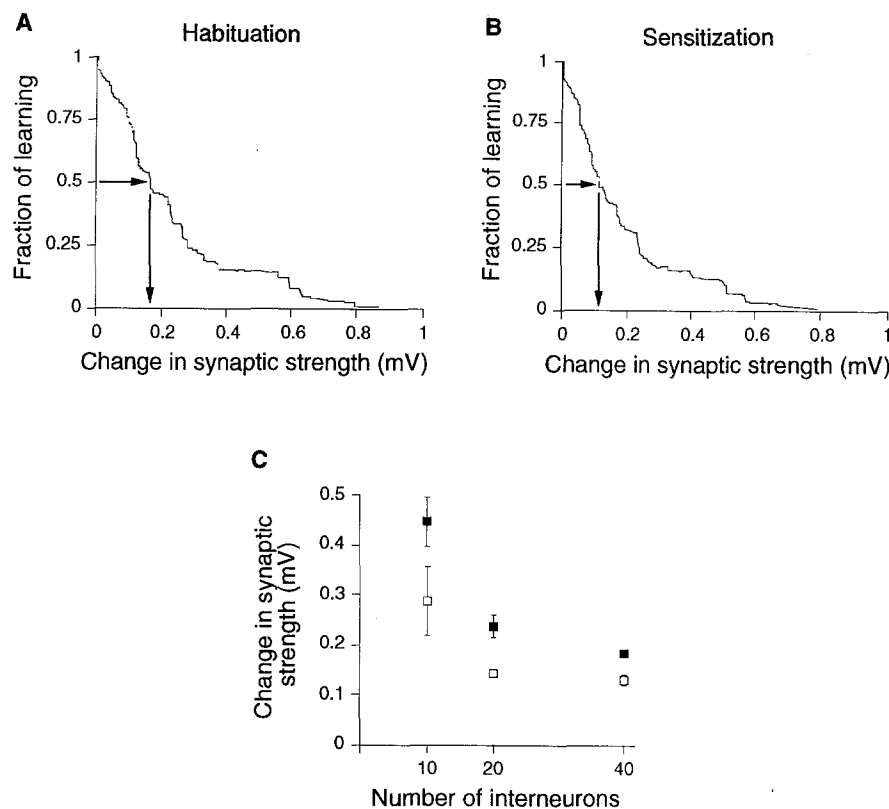 A
Habituation
1
0.75
0.5
0.25
0
Fraction of learning
0 0.2 0.4 0.6 0.8 1
Change in synaptic strength (mV)
B
Sensitization
1
0.75
0.5
0.25
0
Fraction of learning
0 0.2 0.4 0.6 0.8 1
Change in synaptic strength (mV)
C
0.5
0.4
0.3
0.2
0.1
0
Change in synaptic
strength (mV)
10 20 40
Number of interneurons